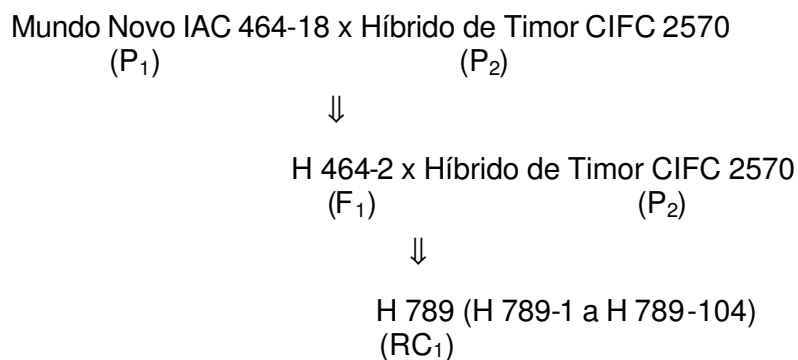 Mundo Novo IAC 464-18 x Híbrido de Timor CIFC 2570
(P₁) (P₂)
⇓
H 464-2 x Híbrido de Timor CIFC 2570
(F₁) (P₂)
⇓
H 789 (H 789-1 a H 789-104)
(RC₁)